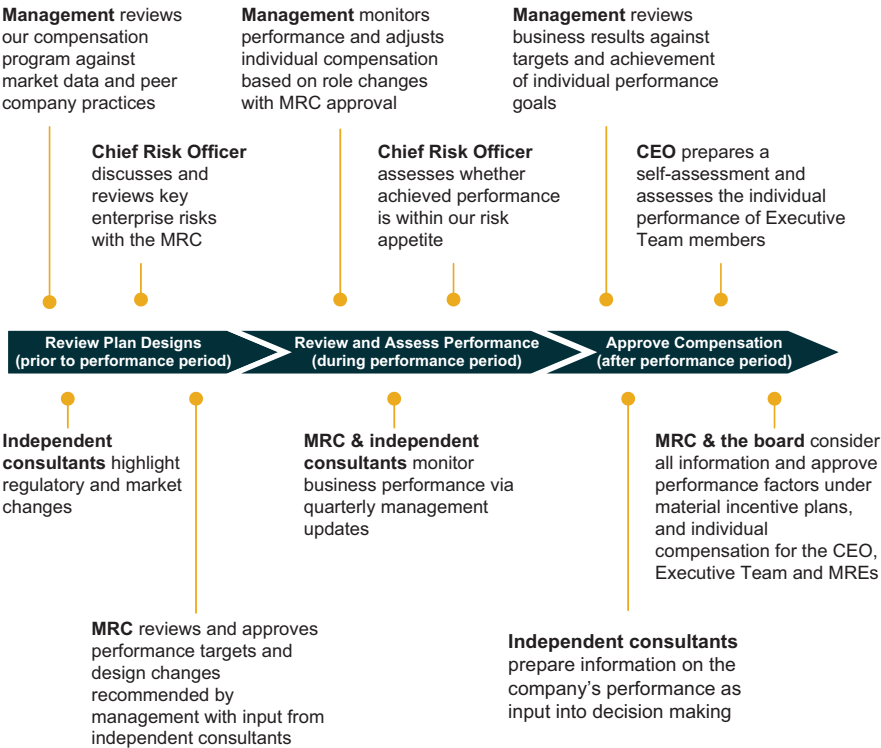 Management reviews
our compensation
program against
market data and peer
company practices
Management monitors
performance and adjusts
individual compensation
based on role changes
with MRC approval
Management reviews
business results against
targets and achievement
of individual performance
goals
Chief Risk Officer
discusses and
reviews key
enterprise risks
with the MRC
Chief Risk Officer
assesses whether
achieved performance
is within our risk
appetite
CEO prepares a
self-assessment and
assesses the individual
performance of Executive
Team members
Review Plan Designs
(prior to performance period)
Review and Assess Performance
(during performance period)
Approve Compensation
(after performance period)
Independent
consultants highlight
regulatory and market
changes
MRC & independent
consultants monitor
business performance via
quarterly management
updates
MRC & the board consider
all information and approve
performance factors under
material incentive plans,
and individual
compensation for the CEO,
Executive Team and MREs
MRC reviews and approves
performance targets and
design changes
recommended by
management with input from
independent consultants
Independent consultants
prepare information on the
company's performance as
input into decision making